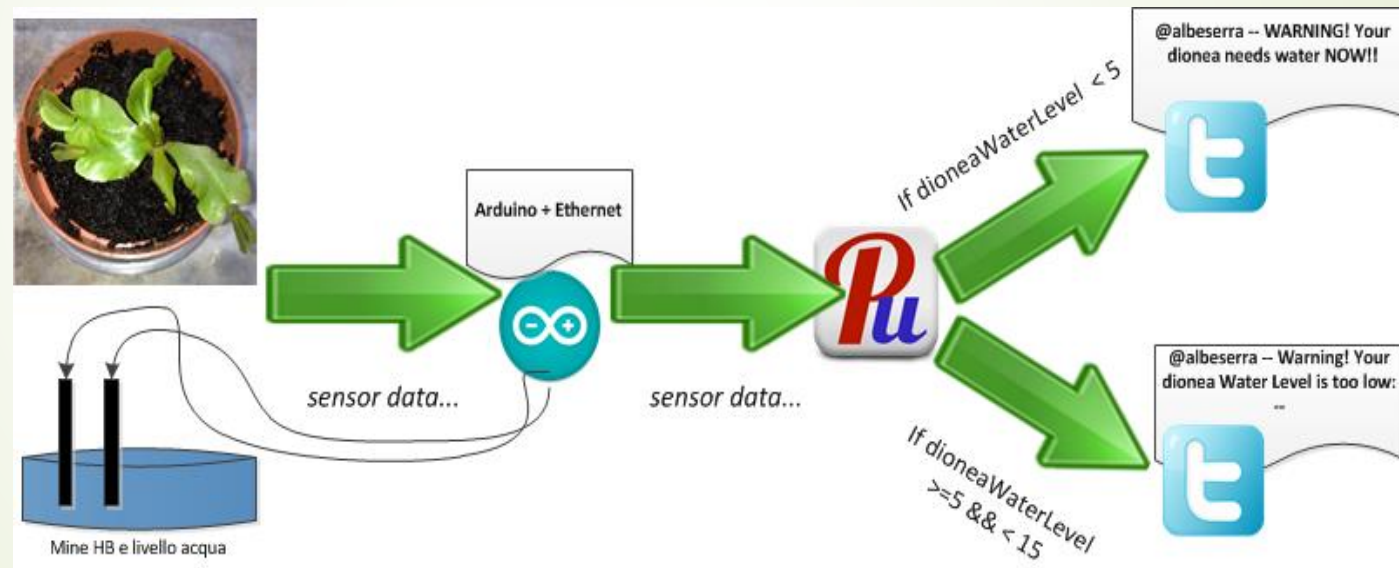 @albeserra -- WARNING! Your
dionea needs water NOW!!
If dioneaWaterLevel < 5
Arduino + Ethernet
Pu
t
sensor data...
sensor data...
@albeserra -- Warning! Your
dionea Water Level is too low:
--
t
If dioneaWaterLevel
>=5 && < 15
Mine HB e livello acqua